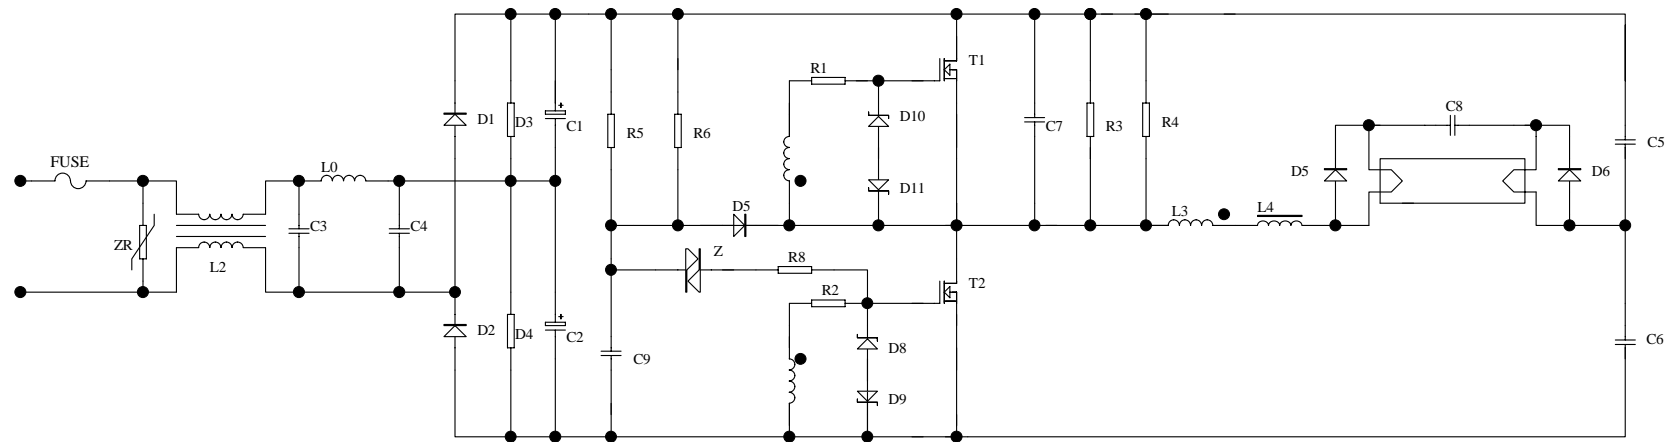 FUSE
ZR
L2
C3
L0
C4
D1
D2
D3
D4
+
C1
+
C2
R5
R6
C9
D5
Z
R8
R1
D10
D11
R2
D8
D9
T1
T2
C7
R3
R4
L3
L4
D5
C8
D6
C5
C6